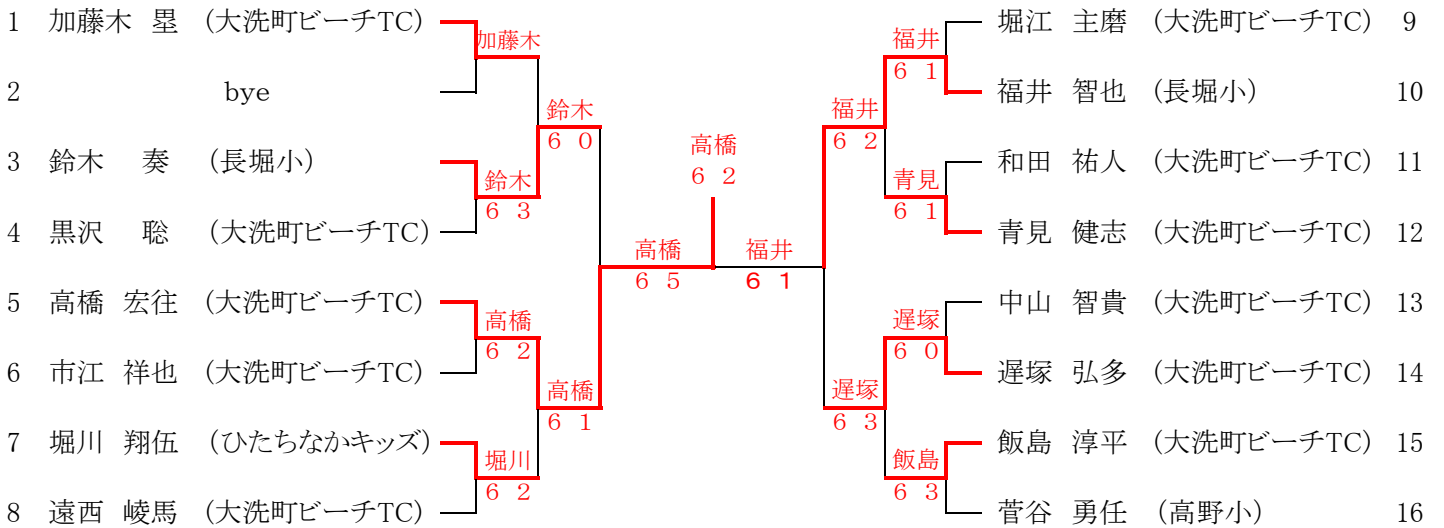 1 加藤木 塁 (大洗町ビーチTC)
2 bye
3 鈴木 奏 (長堀小)
4 黒沢 聡 (大洗町ビーチTC)
5 高橋 宏往 (大洗町ビーチTC)
6 市江 祥也 (大洗町ビーチTC)
7 堀川 翔伍 (ひたちなかキッズ)
8 遠西 崚馬 (大洗町ビーチTC)
加藤木
鈴木
6 3
高橋
6 2
堀川
6 2
鈴木
6 0
高橋
6 1
高橋
6 5
高橋
6 2
福井
6 1
福井
6 2
遅塚
6 3
福井
6 1
青見
6 1
遅塚
6 0
飯島
6 3
堀江 主磨 (大洗町ビーチTC) 9
福井 智也 (長堀小) 10
和田 祐人 (大洗町ビーチTC) 11
青見 健志 (大洗町ビーチTC) 12
中山 智貴 (大洗町ビーチTC) 13
遅塚 弘多 (大洗町ビーチTC) 14
飯島 淳平 (大洗町ビーチTC) 15
菅谷 勇任 (高野小) 16